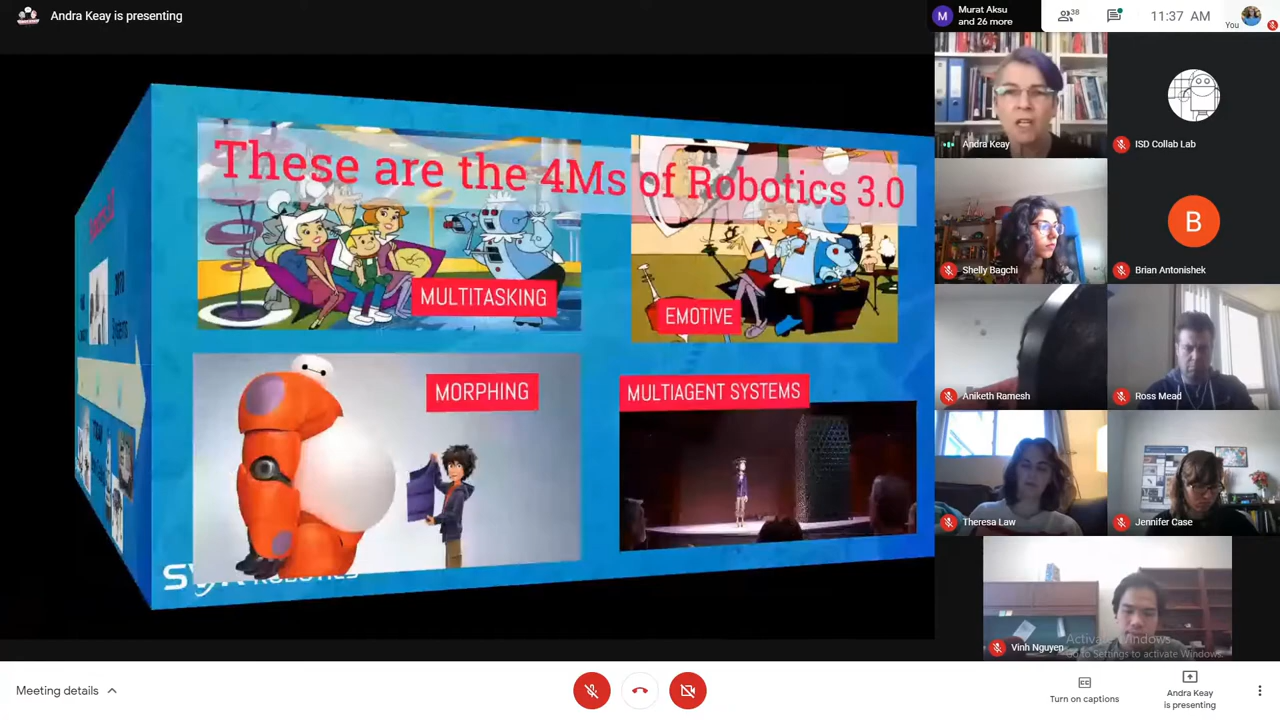 Andra Keay is presenting
M
Murat Aksu
and 26 more
38
11:37 AM
You
These are the 4Ms of Robotics 3.0
MULTITASKING
EMOTIVE
MORPHING
MULTIAGENT SYSTEMS
ROBOTICS
Andra Keay
ISD Collab Lab
Shelly Bagchi
B
Brian Antonishek
Aniketh Ramesh
Ross Mead
Theresa Law
Jennifer Case
Vinh Nguyen
Activate Windows
Go to Settings to activate Windows.
Meeting details
CC
Turn on captions
Andra Keay
is presenting